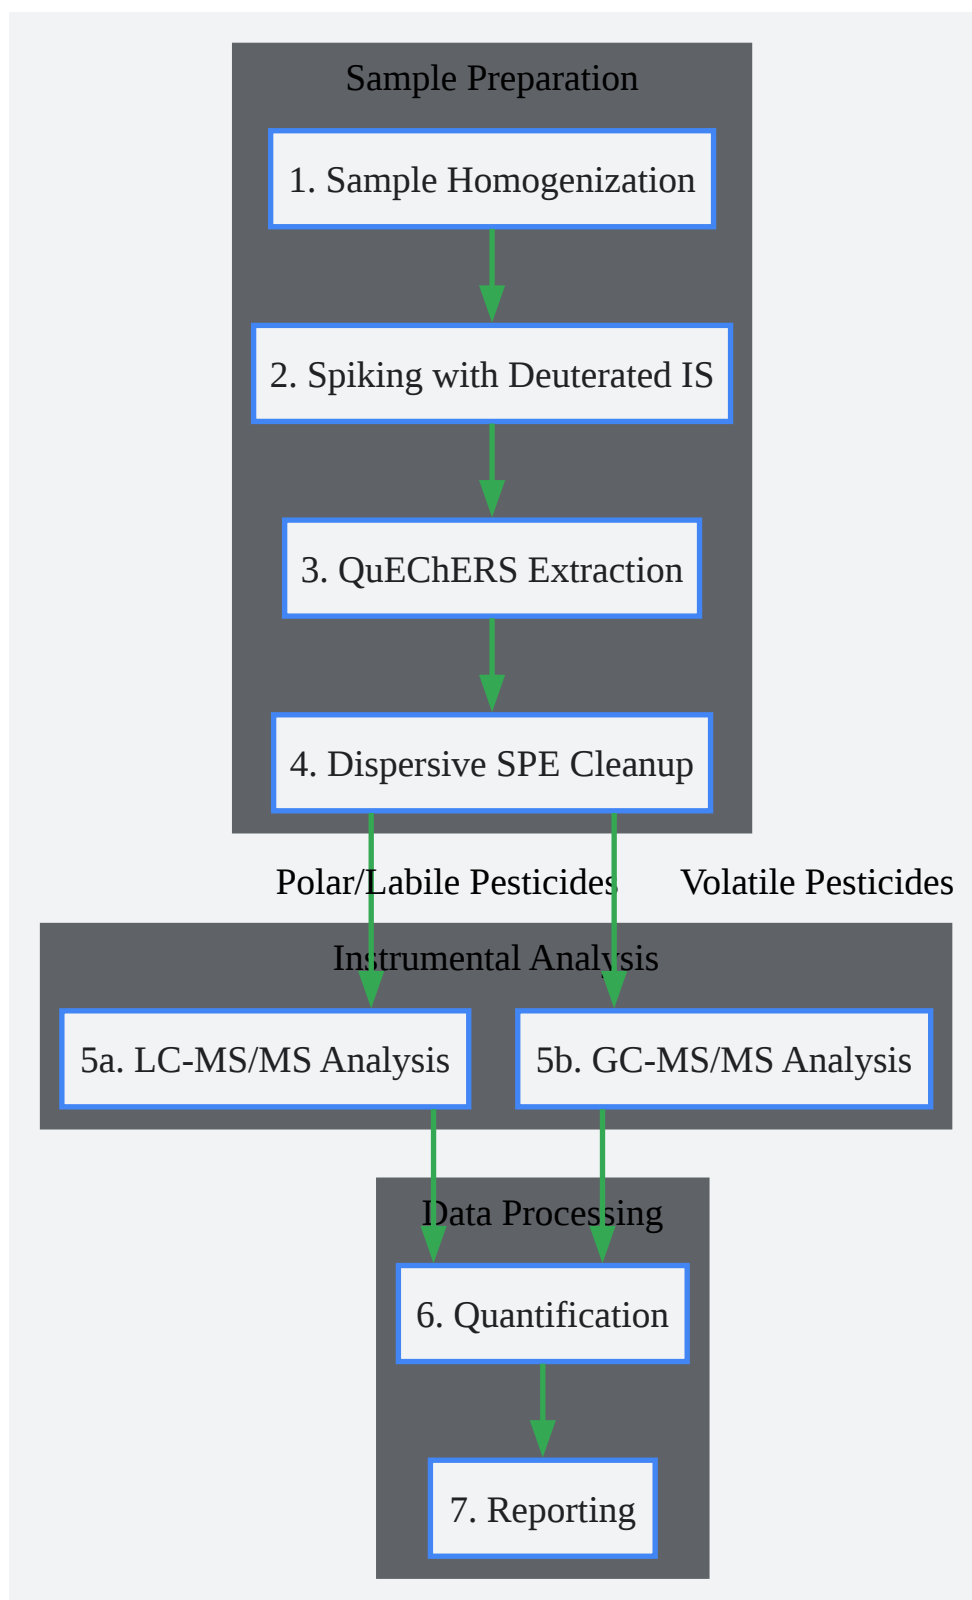 Sample Preparation
1. Sample Homogenization
2. Spiking with Deuterated IS
3. QuEChERS Extraction
4. Dispersive SPE Cleanup
Polar/Labile Pesticides
Volatile Pesticides
Instrumental Analysis
5a. LC-MS/MS Analysis
5b. GC-MS/MS Analysis
Data Processing
6. Quantification
7. Reporting